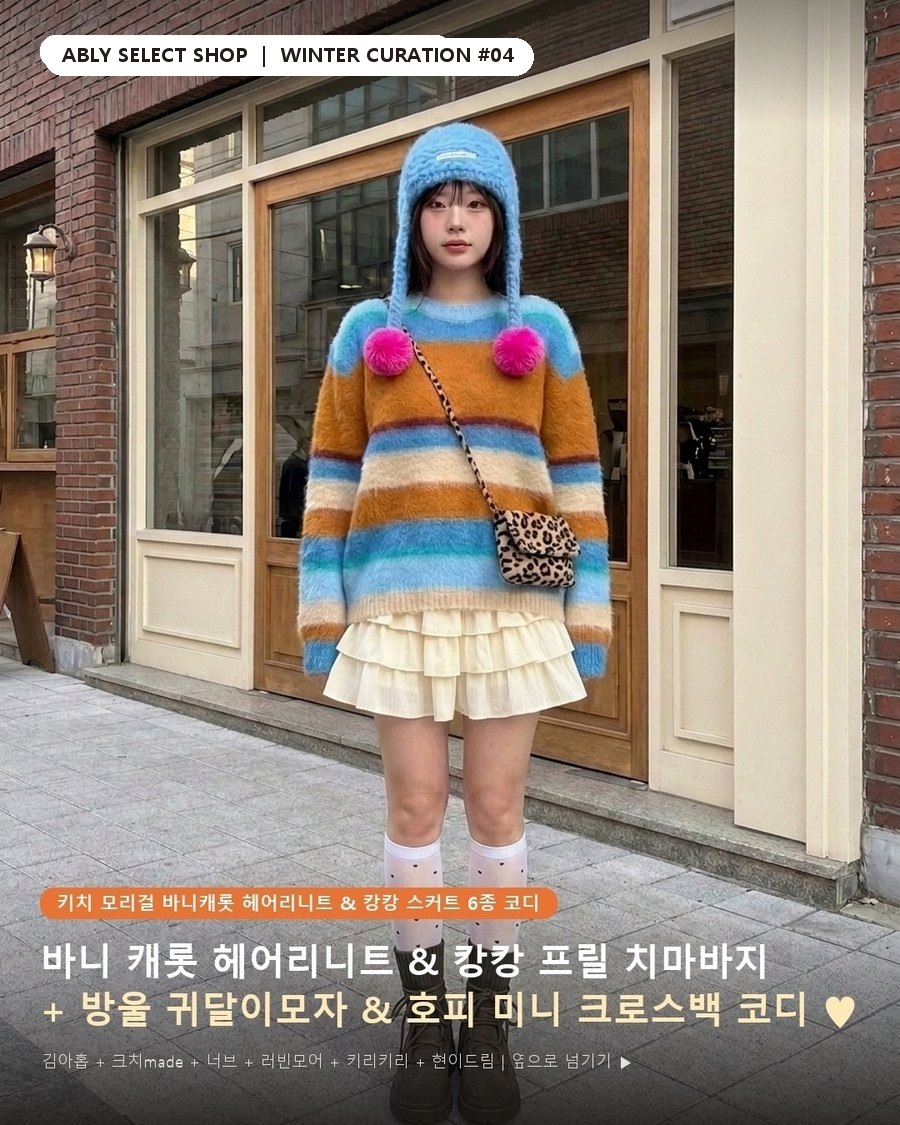 ABLY SELECT SHOP | WINTER CURATION #04
키치 모리걸 바니캐롯 헤어리니트 & 캉캉 스커트 6종 코디
바니 캐롯 헤어리니트 & 캉캉 프릴 치마바지
+ 방울 귀달이모자 & 호피 미니 크로스백 코디 ♥
김아홉 + 크치made + 너브 + 러빈모어 + 키리키리 + 현이드림 | 옆으로 넘기기 ▶